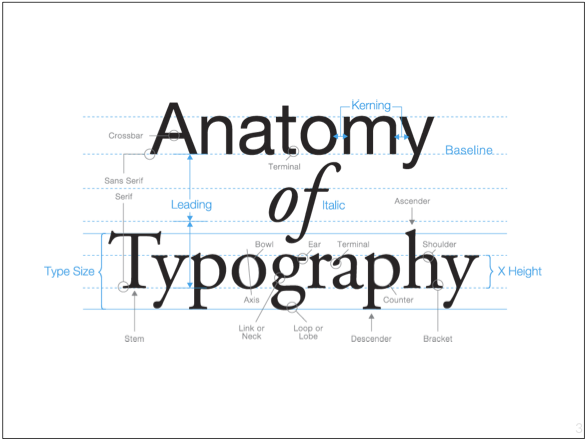 Anatomy
Kerning
Crossbar
Baseline
Terminal
Sans Serif
Serif
of
Leading
Italic
Ascender
Typography
Bowl
Ear
Terminal
Shoulder
Type Size
X Height
Axis
Counter
Link or
Neck
Loop or
Lobe
Stem
Descender
Bracket
3